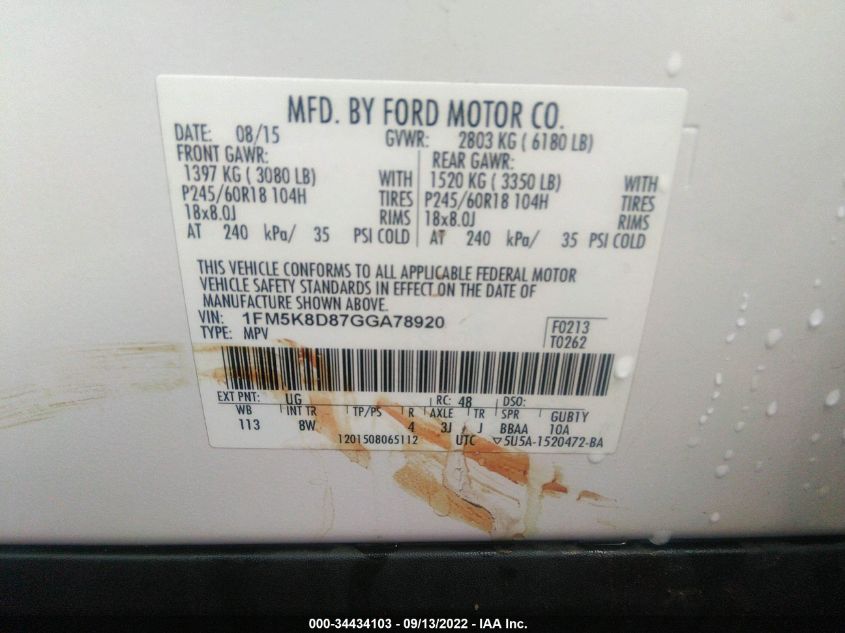 MFD. BY FORD MOTOR CO.
DATE: 08/15 GVWR: 2803 KG ( 6180 LB)
FRONT GAWR: REAR GAWR:
1397 KG ( 3080 LB) WITH 1520 KG ( 3350 LB) WITH
P245/60R18 104H TIRES P245/60R18 104H TIRES
18x8.0J RIMS 18x8.0J RIMS
AT 240 kPa/ 35 PSI COLD AT 240 kPa/ 35 PSI COLD
THIS VEHICLE CONFORMS TO ALL APPLICABLE FEDERAL MOTOR
VEHICLE SAFETY STANDARDS IN EFFECT ON THE DATE OF
MANUFACTURE SHOWN ABOVE.
VIN: 1FM5K8D87GGA78920 F0213
TYPE: MPV T0262
EXT PNT: UG RC: 48 DSO:
WB INT TR TP/PS R AXLE TR SPR GUB1Y
113 8W 4 3J J BBAA 10A
1201508065112 UTC ▽5U5A-1520472-BA
000-34434103 - 09/13/2022 - IAA Inc.